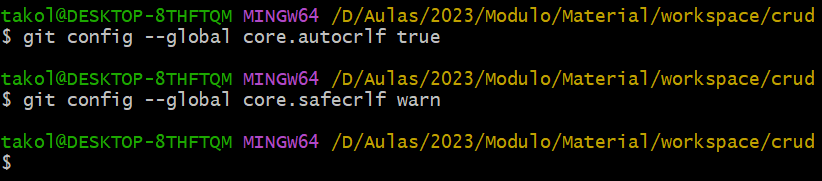 takol@DESKTOP-8THFTQM MINGW64 /D/Aulas/2023/Modulo/Material/workspace/crud
$ git config --global core.autocrlf true
takol@DESKTOP-8THFTQM MINGW64 /D/Aulas/2023/Modulo/Material/workspace/crud
$ git config --global core.safecrlf warn
takol@DESKTOP-8THFTQM MINGW64 /D/Aulas/2023/Modulo/Material/workspace/crud
$